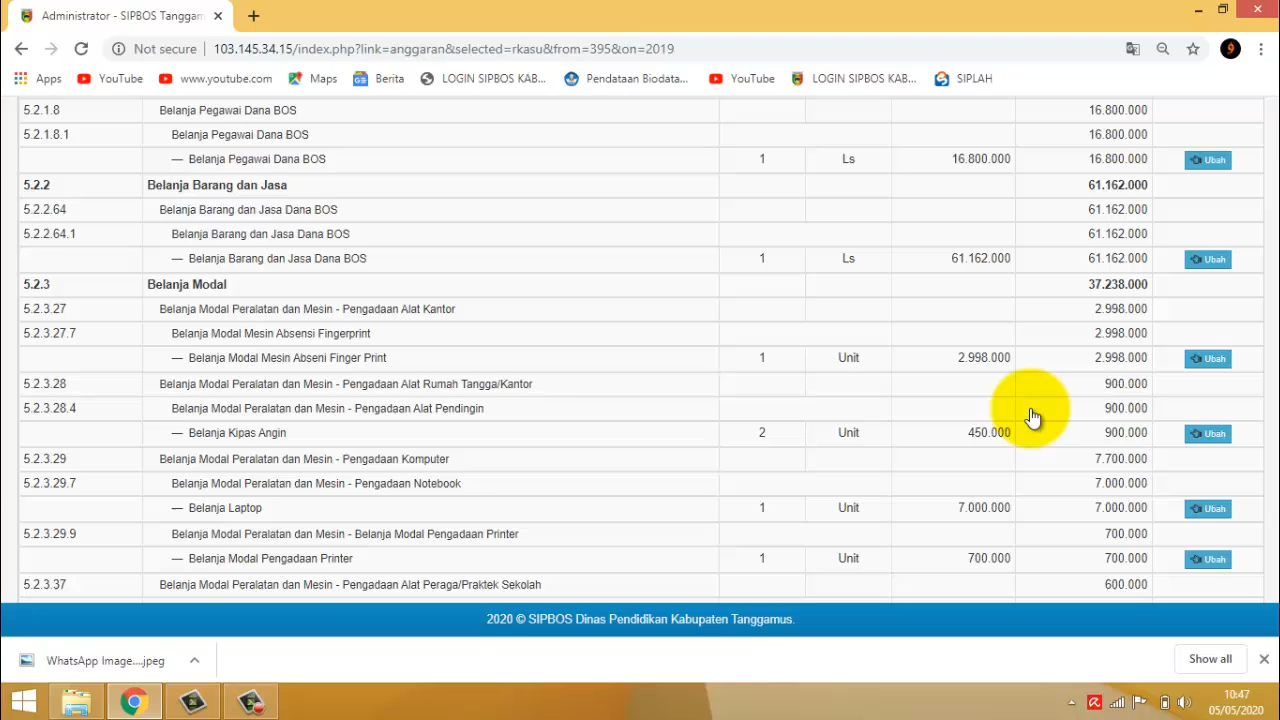 Administrator - SIPBOS Tanggam
Not secure 103.145.34.15/index.php?link=anggaran&selected=rkasu&from=395&on=2019
Apps YouTube www.youtube.com Maps Berita LOGIN SIPBOS KAB... Pendataan Biodata... YouTube LOGIN SIPBOS KAB... SIPLAH
5.2.1.8 Belanja Pegawai Dana BOS 16.800.000
5.2.1.8.1 Belanja Pegawai Dana BOS 16.800.000
— Belanja Pegawai Dana BOS 1 Ls 16.800.000 16.800.000 Ubah
5.2.2 Belanja Barang dan Jasa 61.162.000
5.2.2.64 Belanja Barang dan Jasa Dana BOS 61.162.000
5.2.2.64.1 Belanja Barang dan Jasa Dana BOS 61.162.000
— Belanja Barang dan Jasa Dana BOS 1 Ls 61.162.000 61.162.000 Ubah
5.2.3 Belanja Modal 37.238.000
5.2.3.27 Belanja Modal Peralatan dan Mesin - Pengadaan Alat Kantor 2.998.000
5.2.3.27.7 Belanja Modal Mesin Absensi Fingerprint 2.998.000
— Belanja Modal Mesin Abseni Finger Print 1 Unit 2.998.000 2.998.000 Ubah
5.2.3.28 Belanja Modal Peralatan dan Mesin - Pengadaan Alat Rumah Tangga/Kantor 900.000
5.2.3.28.4 Belanja Modal Peralatan dan Mesin - Pengadaan Alat Pendingin 900.000
— Belanja Kipas Angin 2 Unit 450.000 900.000 Ubah
5.2.3.29 Belanja Modal Peralatan dan Mesin - Pengadaan Komputer 7.700.000
5.2.3.29.7 Belanja Modal Peralatan dan Mesin - Pengadaan Notebook 7.000.000
— Belanja Laptop 1 Unit 7.000.000 7.000.000 Ubah
5.2.3.29.9 Belanja Modal Peralatan dan Mesin - Belanja Modal Pengadaan Printer 700.000
— Belanja Modal Pengadaan Printer 1 Unit 700.000 700.000 Ubah
5.2.3.37 Belanja Modal Peralatan dan Mesin - Pengadaan Alat Peraga/Praktek Sekolah 600.000
2020 © SIPBOS Dinas Pendidikan Kabupaten Tanggamus.
WhatsApp Image....jpeg Show all
10:47
05/05/2020